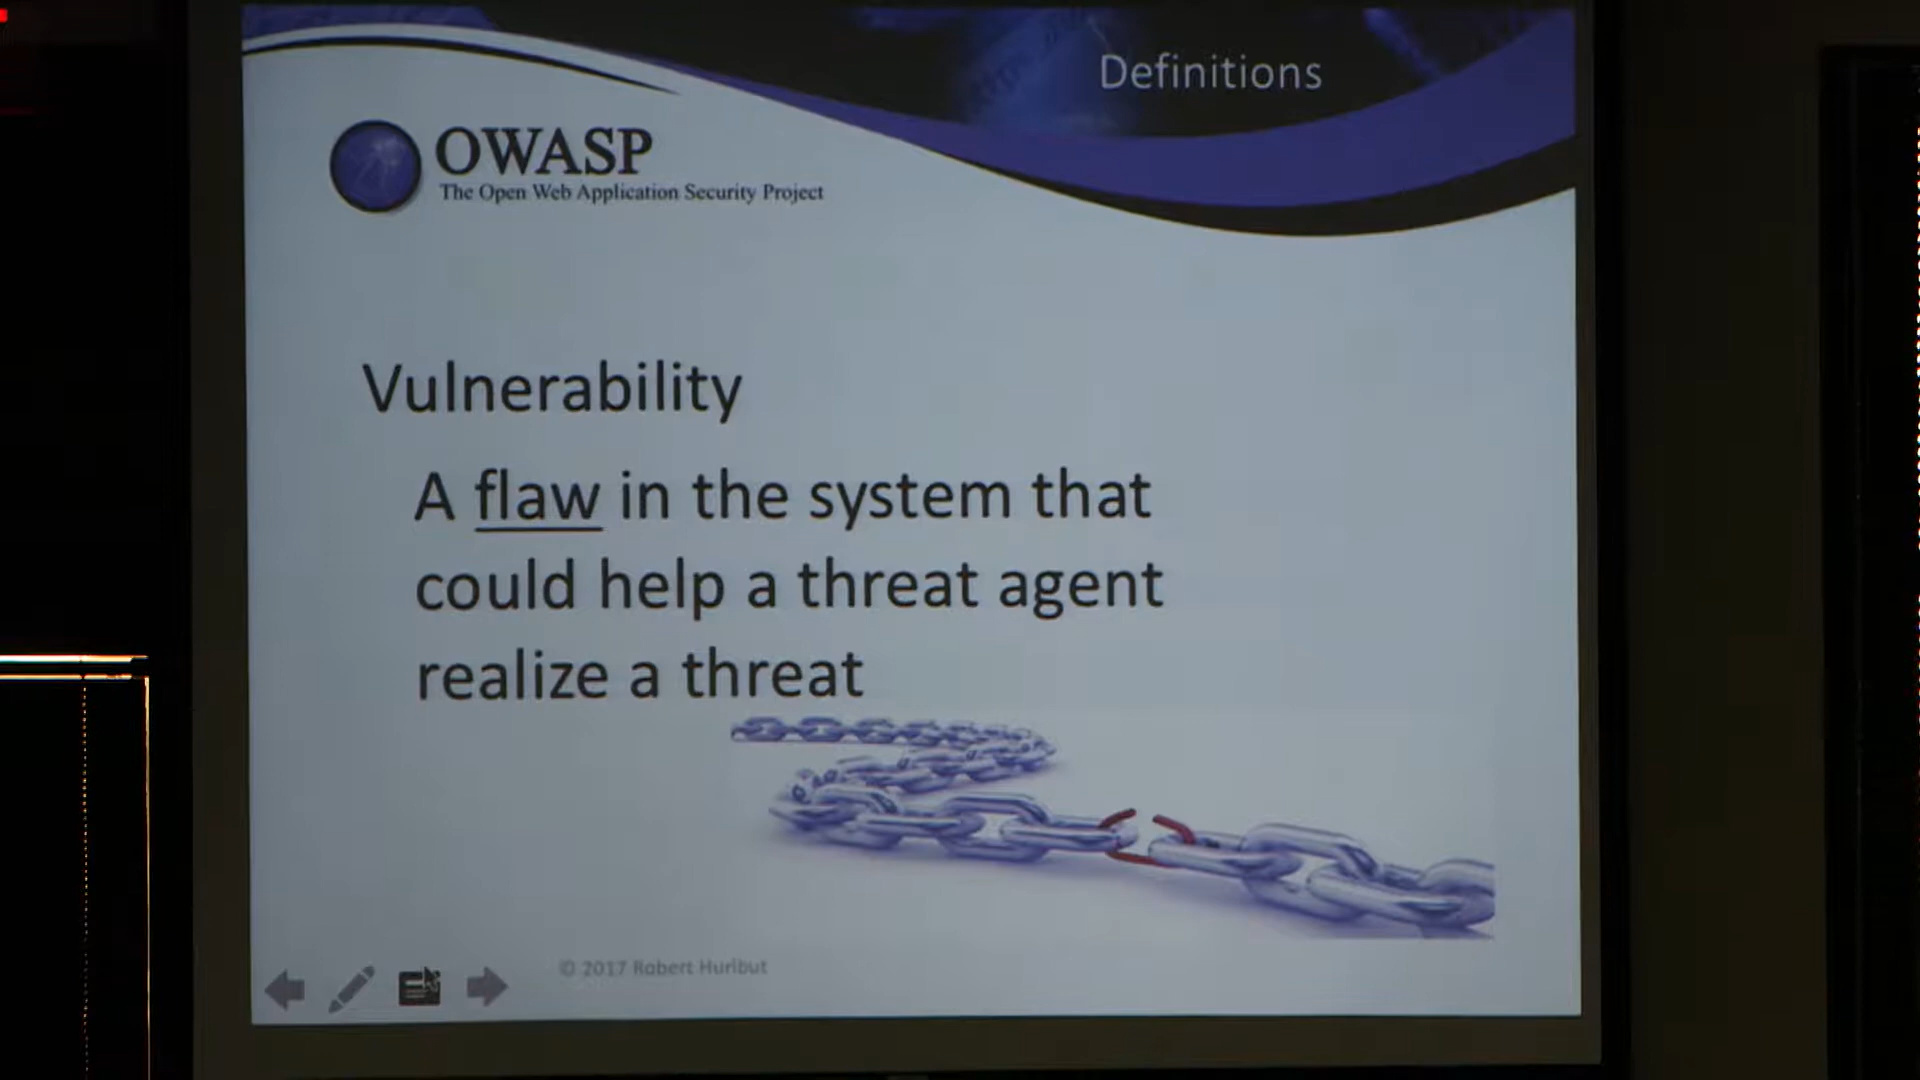 Definitions
OWASP
The Open Web Application Security Project
Vulnerability
A flaw in the system that
could help a threat agent
realize a threat
© 2017 Robert Hurlbut